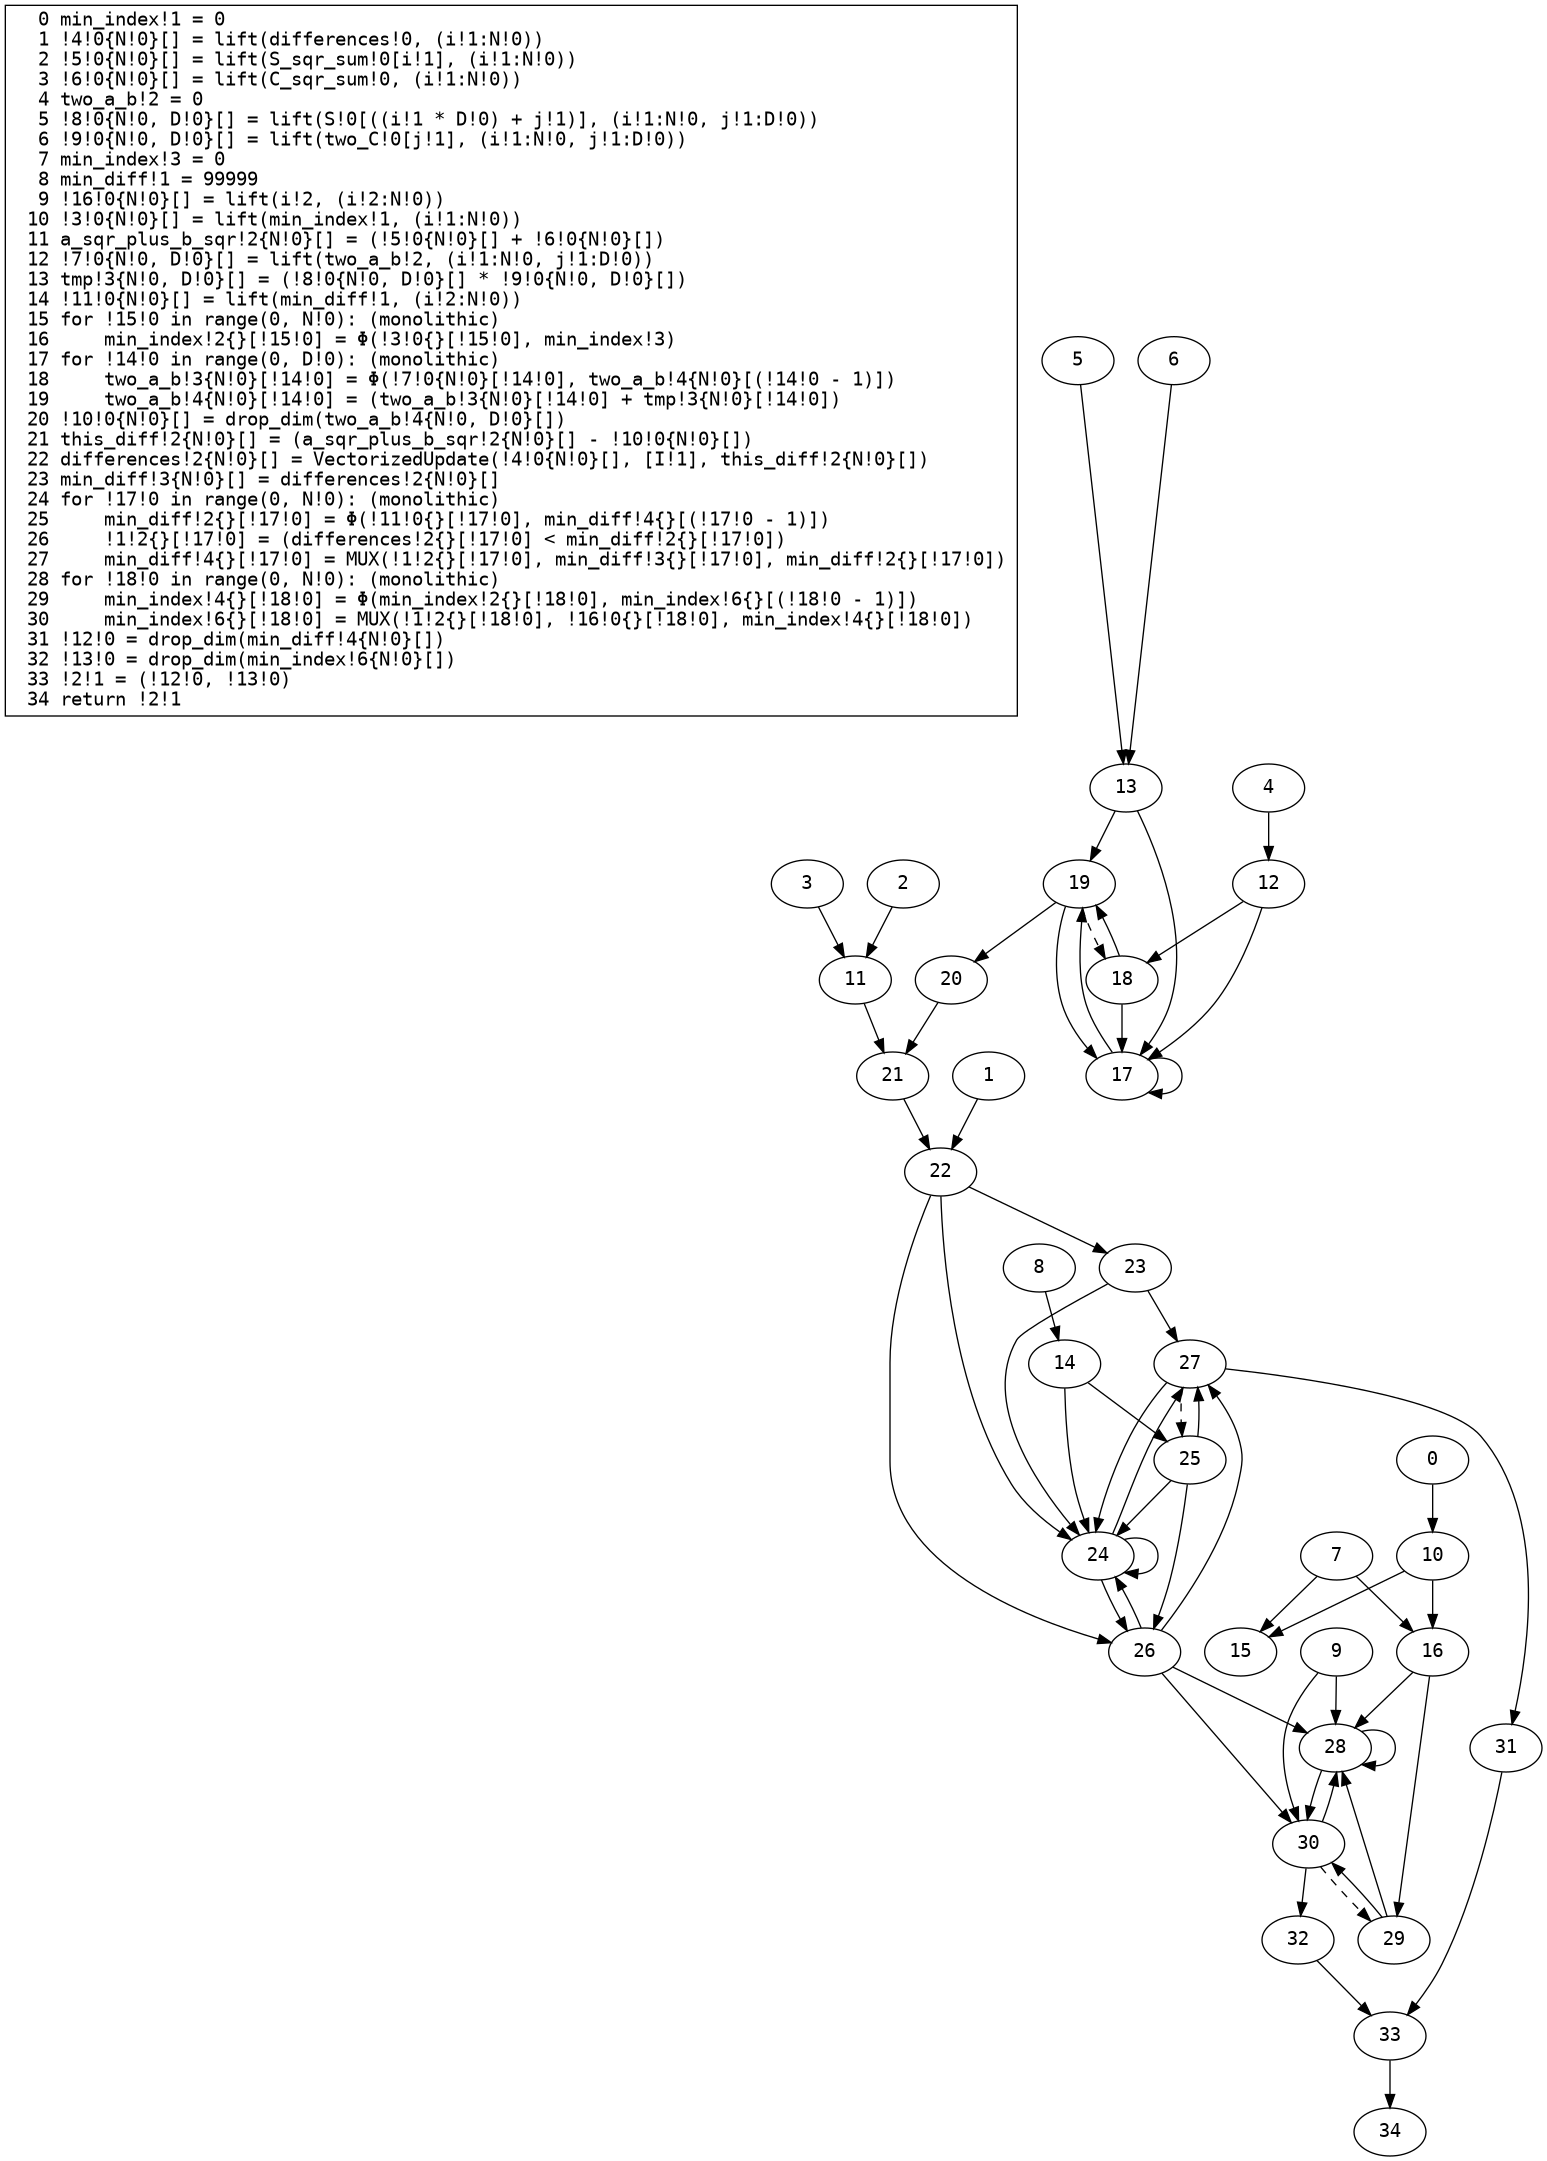 0 min_index!1 = 0
1 !4!0{N!0}[] = lift(differences!0, (i!1:N!0))
2 !5!0{N!0}[] = lift(S_sqr_sum!0[i!1], (i!1:N!0))
3 !6!0{N!0}[] = lift(C_sqr_sum!0, (i!1:N!0))
4 two_a_b!2 = 0
5 !8!0{N!0, D!0}[] = lift(S!0[((i!1 * D!0) + j!1)], (i!1:N!0, j!1:D!0))
6 !9!0{N!0, D!0}[] = lift(two_C!0[j!1], (i!1:N!0, j!1:D!0))
7 min_index!3 = 0
8 min_diff!1 = 99999
9 !16!0{N!0}[] = lift(i!2, (i!2:N!0))
10 !3!0{N!0}[] = lift(min_index!1, (i!1:N!0))
11 a_sqr_plus_b_sqr!2{N!0}[] = (!5!0{N!0}[] + !6!0{N!0}[])
12 !7!0{N!0, D!0}[] = lift(two_a_b!2, (i!1:N!0, j!1:D!0))
13 tmp!3{N!0, D!0}[] = (!8!0{N!0, D!0}[] * !9!0{N!0, D!0}[])
14 !11!0{N!0}[] = lift(min_diff!1, (i!2:N!0))
15 for !15!0 in range(0, N!0): (monolithic)
16     min_index!2{}[!15!0] = Φ(!3!0{}[!15!0], min_index!3)
17 for !14!0 in range(0, D!0): (monolithic)
18     two_a_b!3{N!0}[!14!0] = Φ(!7!0{N!0}[!14!0], two_a_b!4{N!0}[(!14!0 - 1)])
19     two_a_b!4{N!0}[!14!0] = (two_a_b!3{N!0}[!14!0] + tmp!3{N!0}[!14!0])
20 !10!0{N!0}[] = drop_dim(two_a_b!4{N!0, D!0}[])
21 this_diff!2{N!0}[] = (a_sqr_plus_b_sqr!2{N!0}[] - !10!0{N!0}[])
22 differences!2{N!0}[] = VectorizedUpdate(!4!0{N!0}[], [I!1], this_diff!2{N!0}[])
23 min_diff!3{N!0}[] = differences!2{N!0}[]
24 for !17!0 in range(0, N!0): (monolithic)
25     min_diff!2{}[!17!0] = Φ(!11!0{}[!17!0], min_diff!4{}[(!17!0 - 1)])
26     !1!2{}[!17!0] = (differences!2{}[!17!0] < min_diff!2{}[!17!0])
27     min_diff!4{}[!17!0] = MUX(!1!2{}[!17!0], min_diff!3{}[!17!0], min_diff!2{}[!17!0])
28 for !18!0 in range(0, N!0): (monolithic)
29     min_index!4{}[!18!0] = Φ(min_index!2{}[!18!0], min_index!6{}[(!18!0 - 1)])
30     min_index!6{}[!18!0] = MUX(!1!2{}[!18!0], !16!0{}[!18!0], min_index!4{}[!18!0])
31 !12!0 = drop_dim(min_diff!4{N!0}[])
32 !13!0 = drop_dim(min_index!6{N!0}[])
33 !2!1 = (!12!0, !13!0)
34 return !2!1
5 6
13 4
3 2 19 12
11 20 18
21 1 17
22
8 23
14 27
25 0
24 7 10
26 15 9 16
28 31
30
32 29
33
34